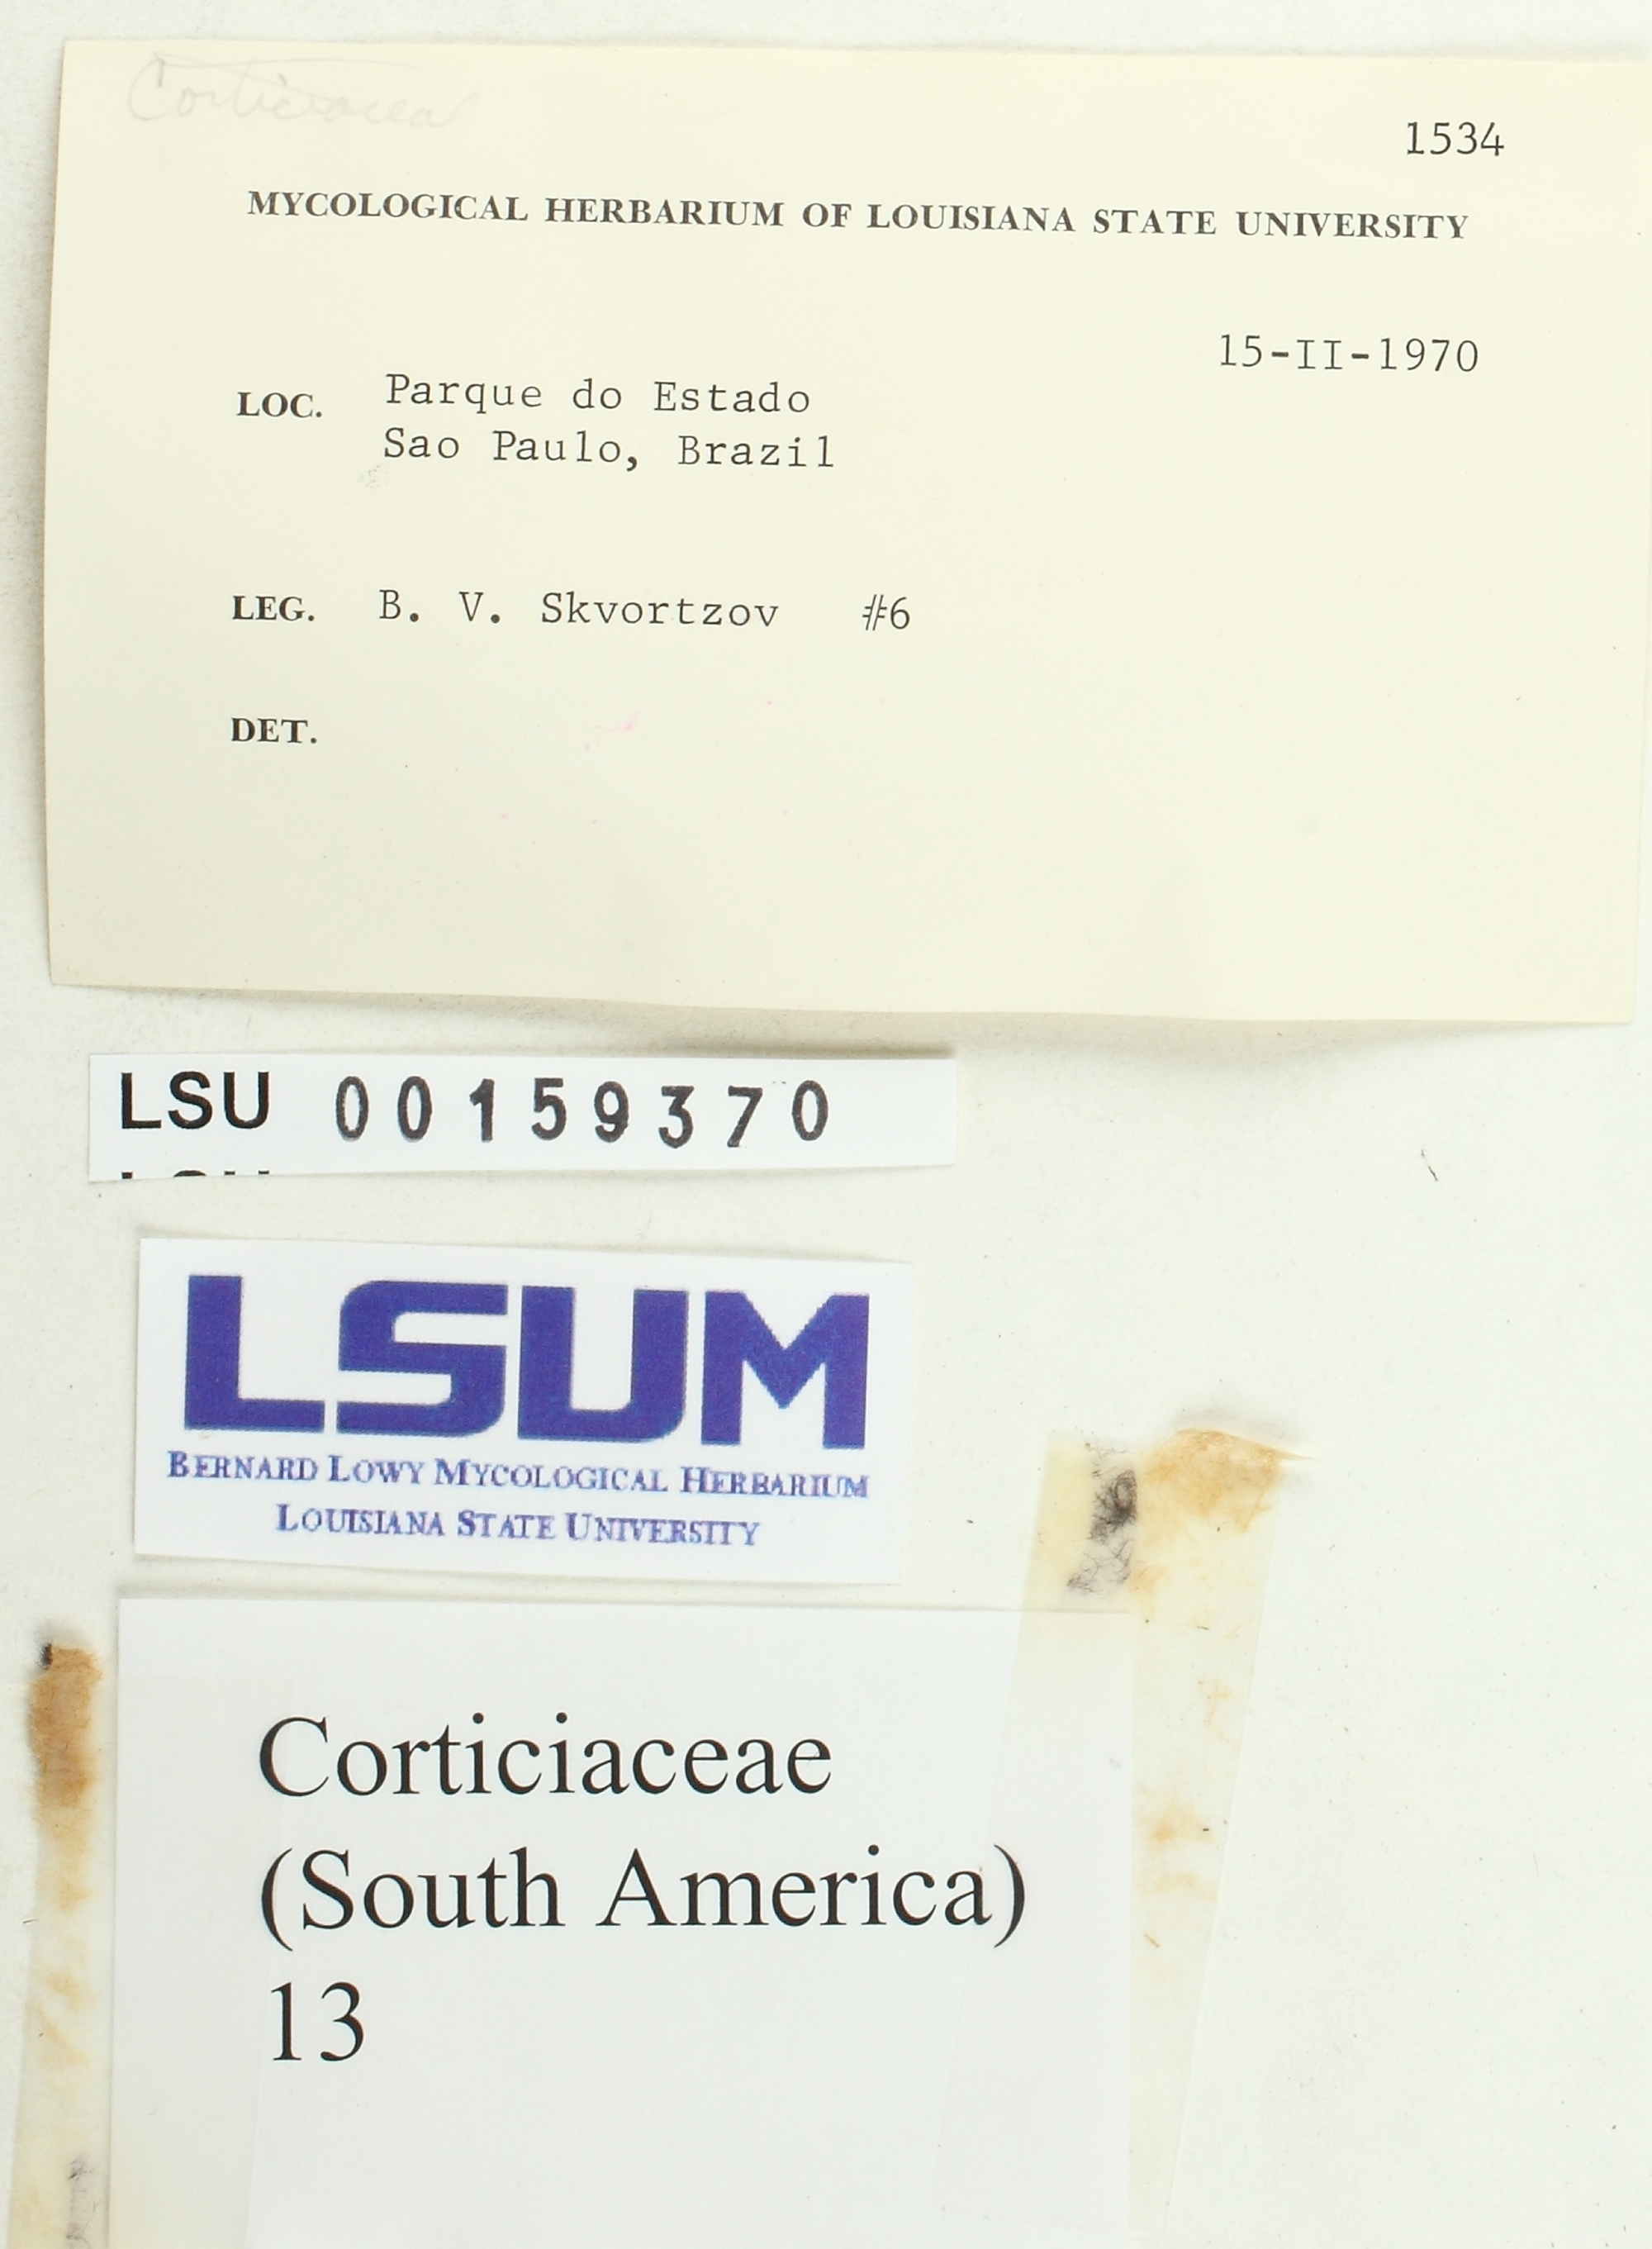 Corticiaceae
1534
MYCOLOGICAL HERBARIUM OF LOUISIANA STATE UNIVERSITY
15-II-1970
LOC. Parque do Estado
Sao Paulo, Brazil
LEG. B. V. Skvortzov #6
DET.
LSU 00159370
LSUM
BERNARD LOWY MYCOLOGICAL HERBARIUM
LOUISIANA STATE UNIVERSITY
Corticiaceae
(South America)
13